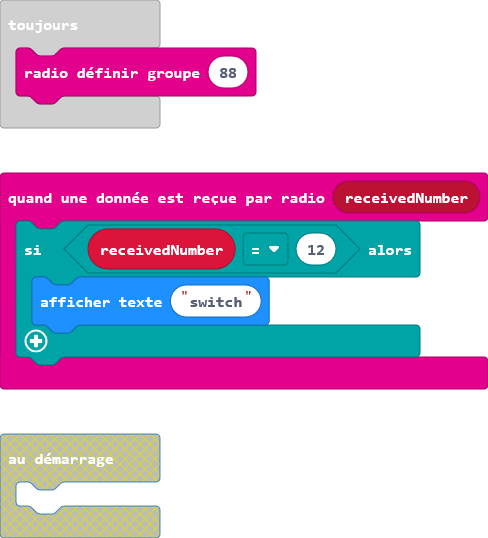 toujours
radio définir groupe 88
quand une donnée est reçue par radio receivedNumber
si receivedNumber = 12 alors
afficher texte "switch"
au démarrage